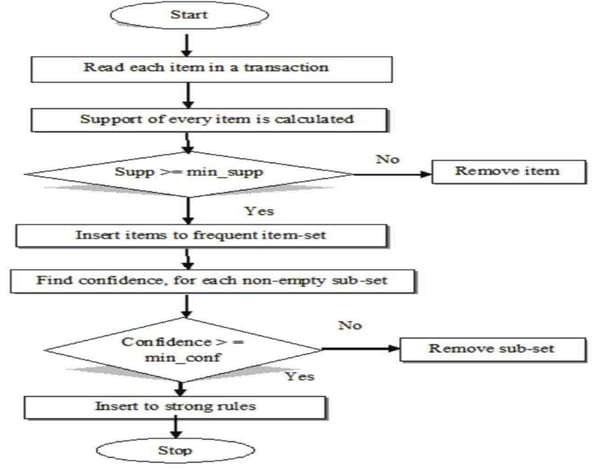 Start
Read each item in a transaction
Support of every item is calculated
Supp >= min_supp
No
Remove item
Yes
Insert items to frequent item-set
Find confidence, for each non-empty sub-set
No
Confidence > =
min_conf
Remove sub-set
Yes
Insert to strong rules
Stop